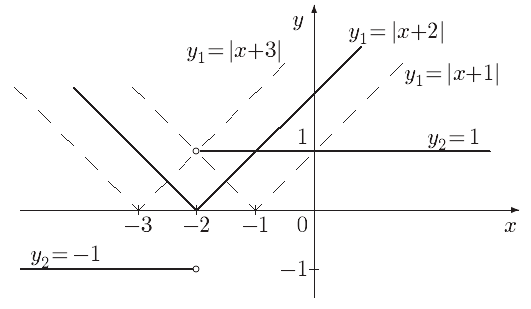 y
y₁=|x+2|
y₁=|x+3|
y₁=|x+1|
1
y₂=1
−3 −2 −1 0 x
y₂=−1
−1